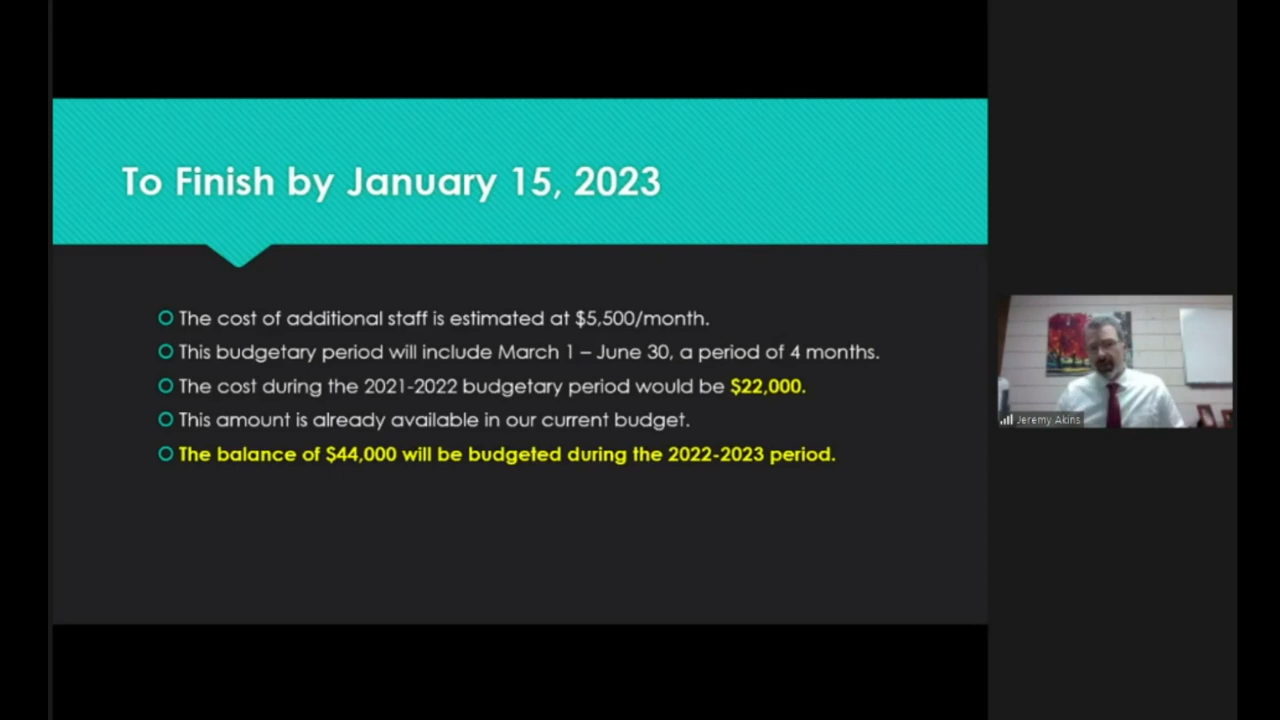 To Finish by January 15, 2023
The cost of additional staff is estimated at $5,500/month.
This budgetary period will include March 1 – June 30, a period of 4 months.
The cost during the 2021-2022 budgetary period would be $22,000.
This amount is already available in our current budget.
The balance of $44,000 will be budgeted during the 2022-2023 period.
Jeremy Akins